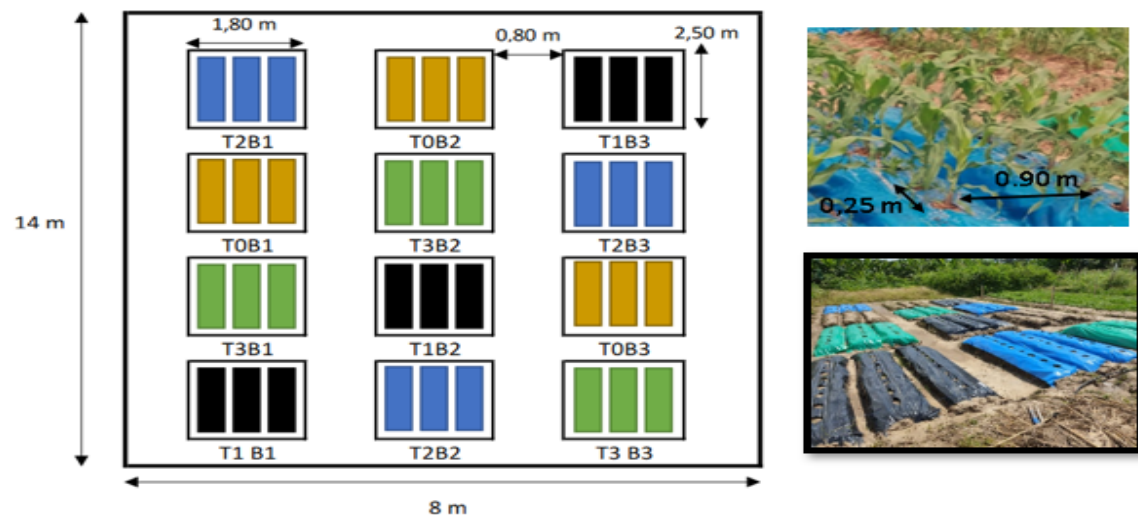 1,80 m
0,80 m
2,50 m
T2B1 T0B2 T1B3
14 m
T0B1 T3B2 T2B3
T3B1 T1B2 T0B3
T1 B1 T2B2 T3 B3
8 m
0.90 m
0,25 m